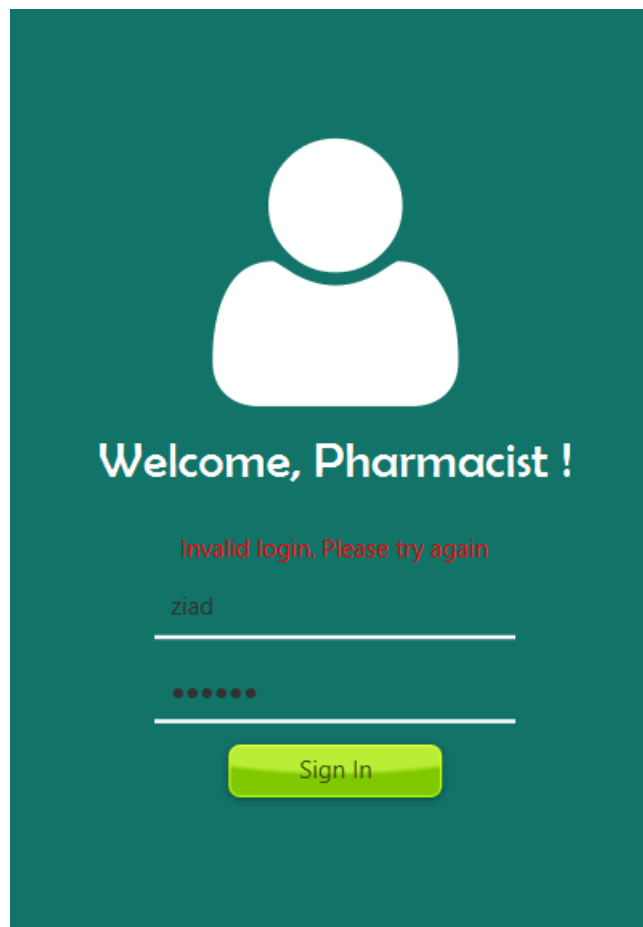 Welcome, Pharmacist !
Invalid login. Please try again
ziad
••••••
Sign In